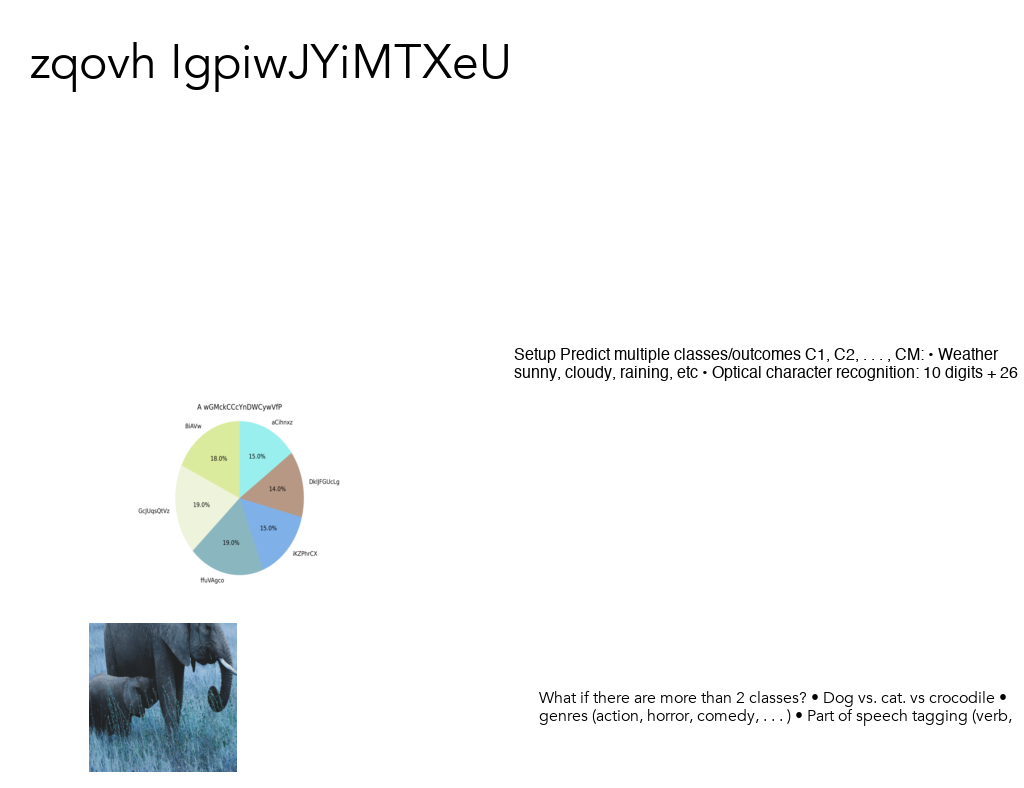 zqovh IgpiwJYiMTXeU
Setup Predict multiple classes/outcomes C1, C2, . . . , CM: • Weather
sunny, cloudy, raining, etc • Optical character recognition: 10 digits + 26
A wGMckCCcYnDWCywVfP
BiAVw
aCihnxz
18.0%
15.0%
DkIJFGUcLg
14.0%
GcjUqsQtVz
19.0%
15.0%
19.0%
iKZPhrCX
ffuVAgco
What if there are more than 2 classes? • Dog vs. cat. vs crocodile •
genres (action, horror, comedy, . . . ) • Part of speech tagging (verb,